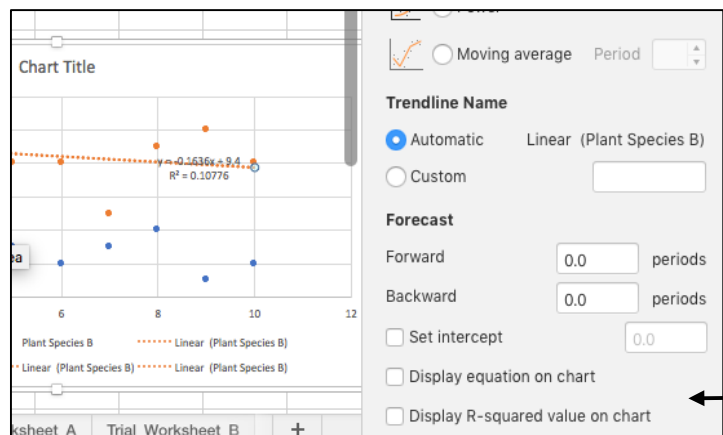 Power
Moving average Period
Chart Title
Trendline Name
Automatic Linear (Plant Species B)
y = -0.1636x + 9.4
R² = 0.10776
Custom
Forecast
Forward 0.0 periods
Backward 0.0 periods
6 8 10 12
Set intercept 0.0
Plant Species B Linear (Plant Species B)
Linear (Plant Species B) Linear (Plant Species B)
Display equation on chart
Display R-squared value on chart
ksheet A Trial Worksheet B +